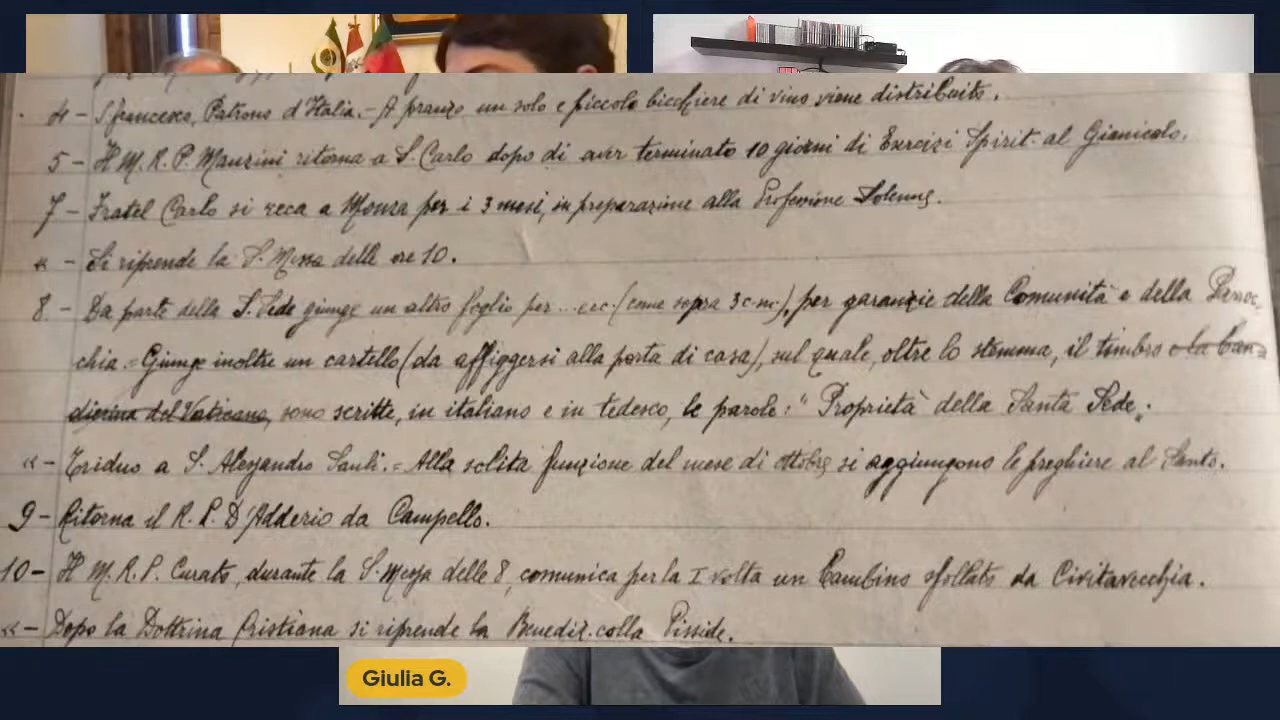 4 - S. Francesco, Patrono d'Italia. - A pranzo un solo e piccolo bicchiere di vino viene distribuito.
5 - Il M. R. P. Manzini ritorna a S. Carlo dopo di aver terminato 10 giorni di Esercizi Spirit. al Gianicolo.
7 - Fratel Carlo si reca a Monza per i 3 mesi, in preparazione alla Professione Solenne.
" - Si riprende la S. Messa delle ore 10.
8 - Da parte della S. Sede giunge un altro foglio per ... ecc. (come sopra 3 c. m.), per garanzie della Comunità e della Parroc-
chia. = Giunge inoltre un cartello (da affiggersi alla porta di casa), sul quale, oltre lo stemma, il timbro e la ban-
dierina del Vaticano, sono scritte, in italiano e in tedesco, le parole: "Proprietà della Santa Sede".
" - Triduo a S. Alessandro Sauli. = Alla solita funzione del mese di ottobre si aggiungono le preghiere al Santo.
9 - Ritorna il R. P. D'Adderio da Campello.
10 - Il M. R. P. Curato, durante la S. Messa delle 8, comunica per la I volta un bambino sfollato da Civitavecchia.
" - Dopo la Dottrina Cristiana si riprende la Benediz. colla Pisside.
Giulia G.